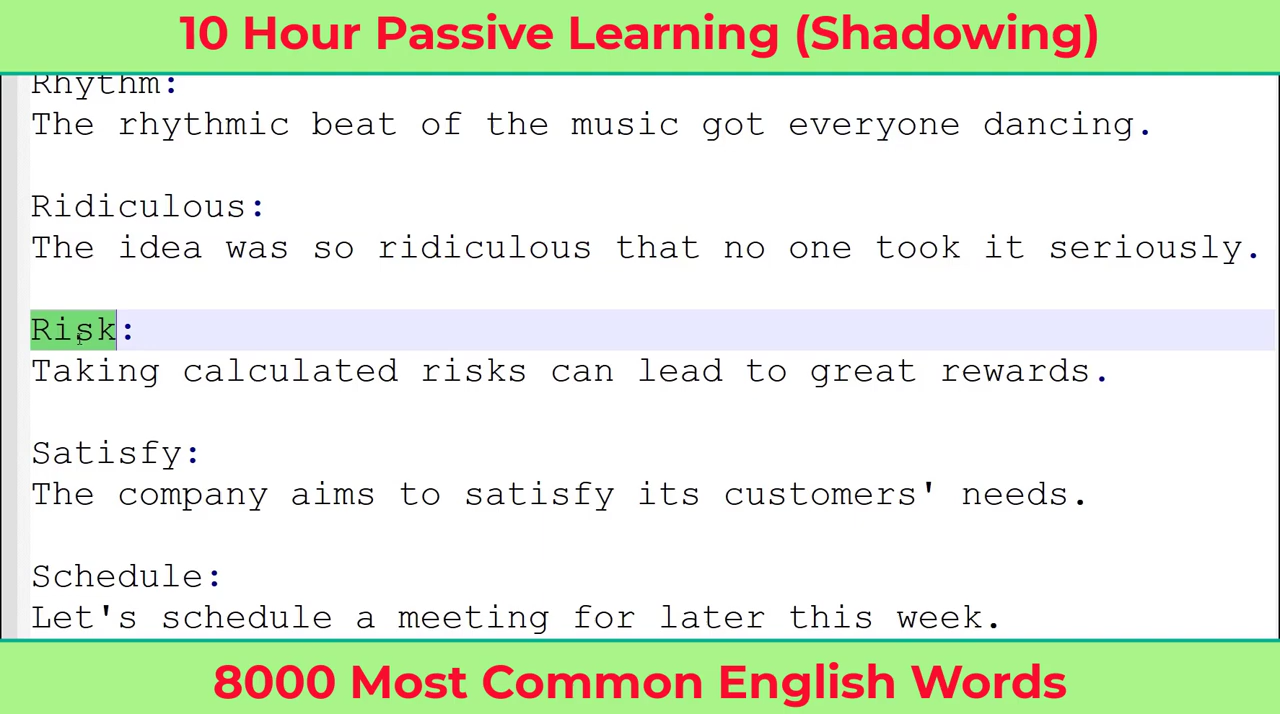 10 Hour Passive Learning (Shadowing)
Rhythm:
The rhythmic beat of the music got everyone dancing.
Ridiculous:
The idea was so ridiculous that no one took it seriously.
Risk:
Taking calculated risks can lead to great rewards.
Satisfy:
The company aims to satisfy its customers' needs.
Schedule:
Let's schedule a meeting for later this week.
8000 Most Common English Words